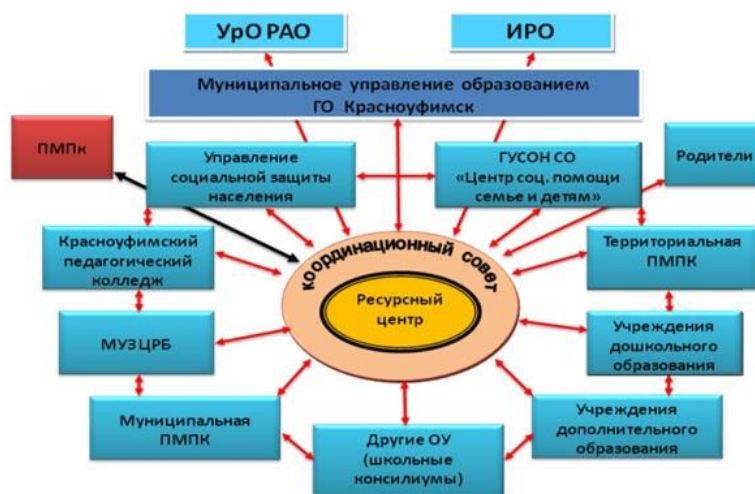 УрО РАО
ИРО
Муниципальное управление образованием
ГО Красноуфимск
ПМПк
Управление
социальной защиты
населения
ГУСОН СО
«Центр соц. помощи
семье и детям»
Родители
Красноуфимский
педагогический
колледж
координационный совет
Территориальная
ПМПК
Ресурсный
центр
МУЗ ЦРБ
Учреждения
дошкольного
образования
Муниципальная
ПМПК
Другие ОУ
(школьные
консилиумы)
Учреждения
дополнительного
образования